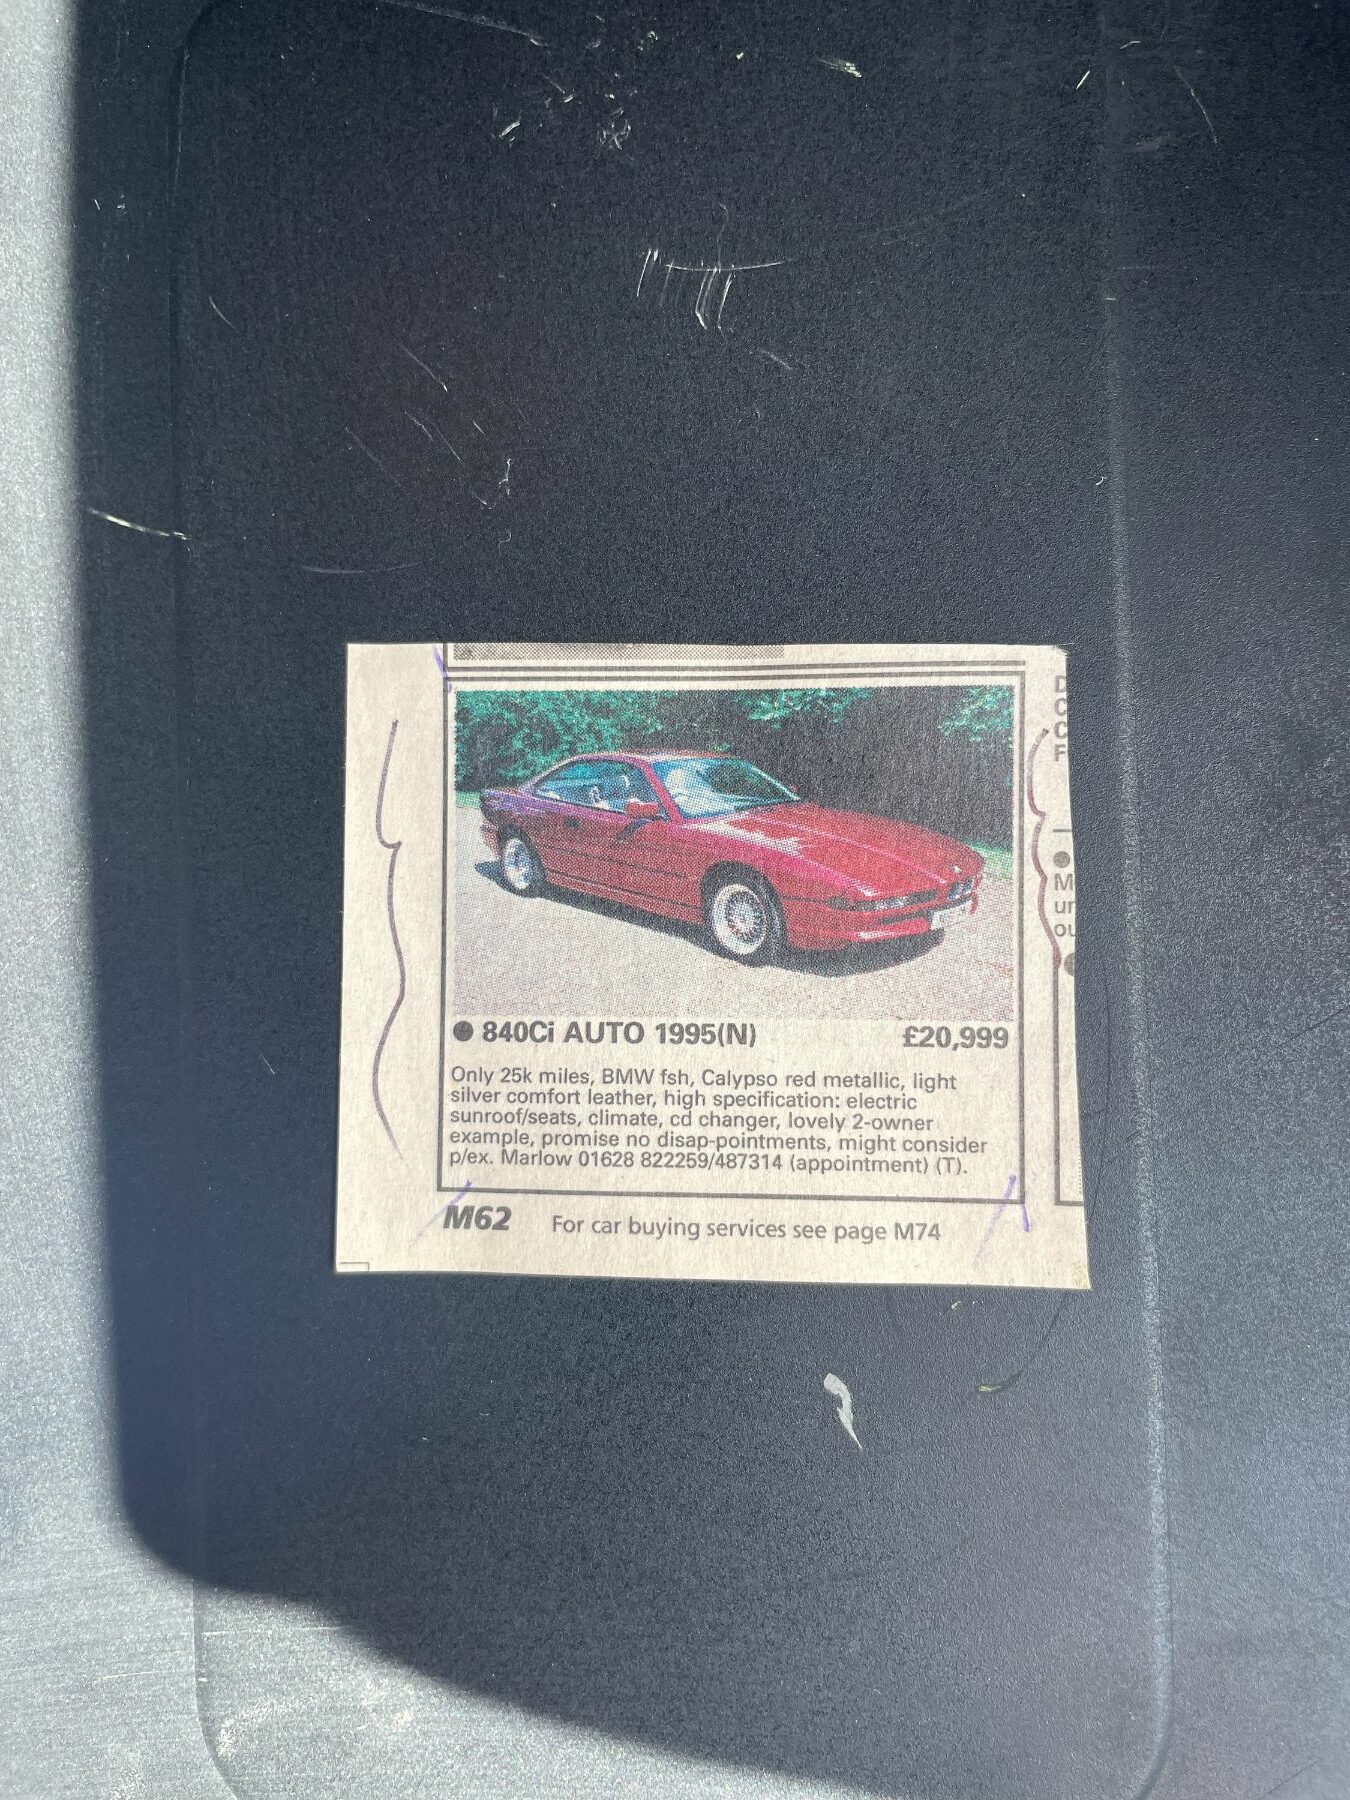 ● 840Ci AUTO 1995(N) £20,999
Only 25k miles, BMW fsh, Calypso red metallic, light
silver comfort leather, high specification: electric
sunroof/seats, climate, cd changer, lovely 2-owner
example, promise no disap-pointments, might consider
p/ex. Marlow 01628 822259/487314 (appointment) (T).
M62 For car buying services see page M74
D
C
C
F
● M
ur
ou